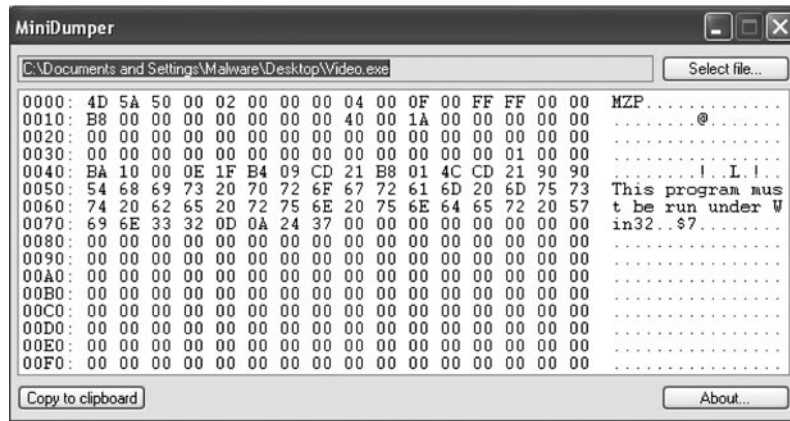 MiniDumper
C:\Documents and Settings\Malware\Desktop\Video.exe Select file...
0000: 4D 5A 50 00 02 00 00 00 04 00 0F 00 FF FF 00 00 MZP.............
0010: B8 00 00 00 00 00 00 00 40 00 1A 00 00 00 00 00 ........@.......
0020: 00 00 00 00 00 00 00 00 00 00 00 00 00 00 00 00 ................
0030: 00 00 00 00 00 00 00 00 00 00 00 00 00 01 00 00 ................
0040: BA 10 00 0E 1F B4 09 CD 21 B8 01 4C CD 21 90 90 ........!..L.!..
0050: 54 68 69 73 20 70 72 6F 67 72 61 6D 20 6D 75 73 This program mus
0060: 74 20 62 65 20 72 75 6E 20 75 6E 64 65 72 20 57 t be run under W
0070: 69 6E 33 32 0D 0A 24 37 00 00 00 00 00 00 00 00 in32..$7........
0080: 00 00 00 00 00 00 00 00 00 00 00 00 00 00 00 00 ................
0090: 00 00 00 00 00 00 00 00 00 00 00 00 00 00 00 00 ................
00A0: 00 00 00 00 00 00 00 00 00 00 00 00 00 00 00 00 ................
00B0: 00 00 00 00 00 00 00 00 00 00 00 00 00 00 00 00 ................
00C0: 00 00 00 00 00 00 00 00 00 00 00 00 00 00 00 00 ................
00D0: 00 00 00 00 00 00 00 00 00 00 00 00 00 00 00 00 ................
00E0: 00 00 00 00 00 00 00 00 00 00 00 00 00 00 00 00 ................
00F0: 00 00 00 00 00 00 00 00 00 00 00 00 00 00 00 00 ................
Copy to clipboard About...